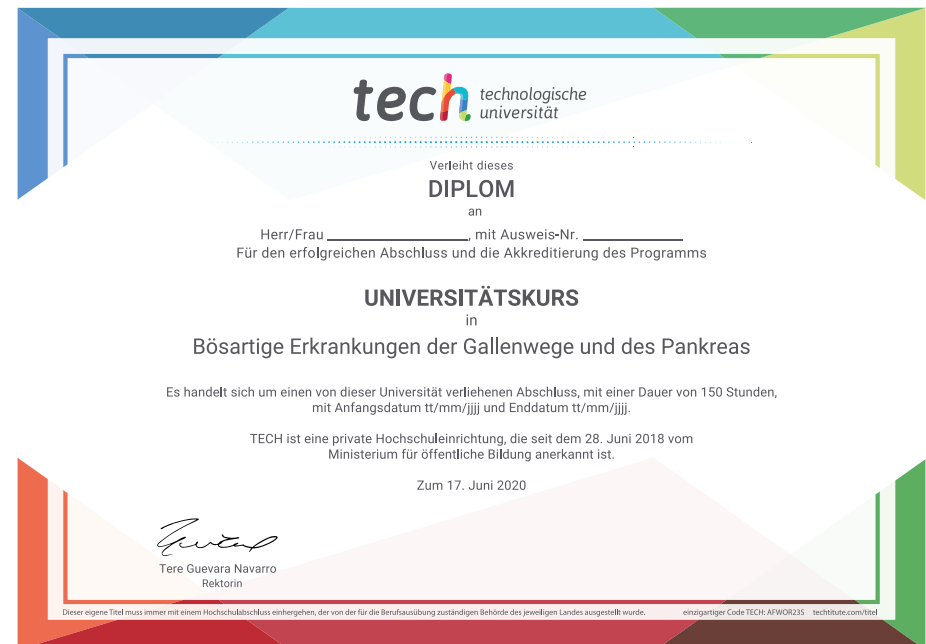 tech technologische
universität
Verleiht dieses
DIPLOM
an
Herr/Frau ____________________, mit Ausweis-Nr. ______________
Für den erfolgreichen Abschluss und die Akkreditierung des Programms
UNIVERSITÄTSKURS
in
Bösartige Erkrankungen der Gallenwege und des Pankreas
Es handelt sich um einen von dieser Universität verliehenen Abschluss, mit einer Dauer von 150 Stunden,
mit Anfangsdatum tt/mm/jjjj und Enddatum tt/mm/jjjj.
TECH ist eine private Hochschuleinrichtung, die seit dem 28. Juni 2018 vom
Ministerium für öffentliche Bildung anerkannt ist.
Zum 17. Juni 2020
Tere Guevara Navarro
Rektorin
Dieser eigene Titel muss immer mit einem Hochschulabschluss einhergehen, der von der für die Berufsausübung zuständigen Behörde des jeweiligen Landes ausgestellt wurde. einzigartiger Code TECH: AFWOR23S techtitute.com/titel